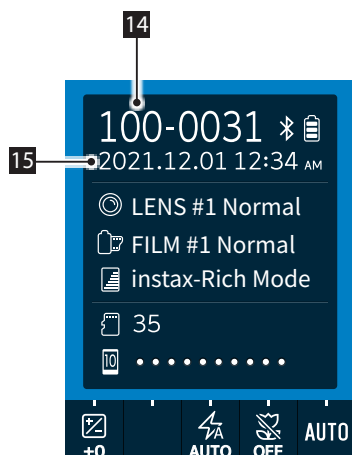 14
100-0031
15
2021.12.01 12:34 AM
LENS #1 Normal
FILM #1 Normal
instax-Rich Mode
35
10
A
±0 AUTO OFF AUTO